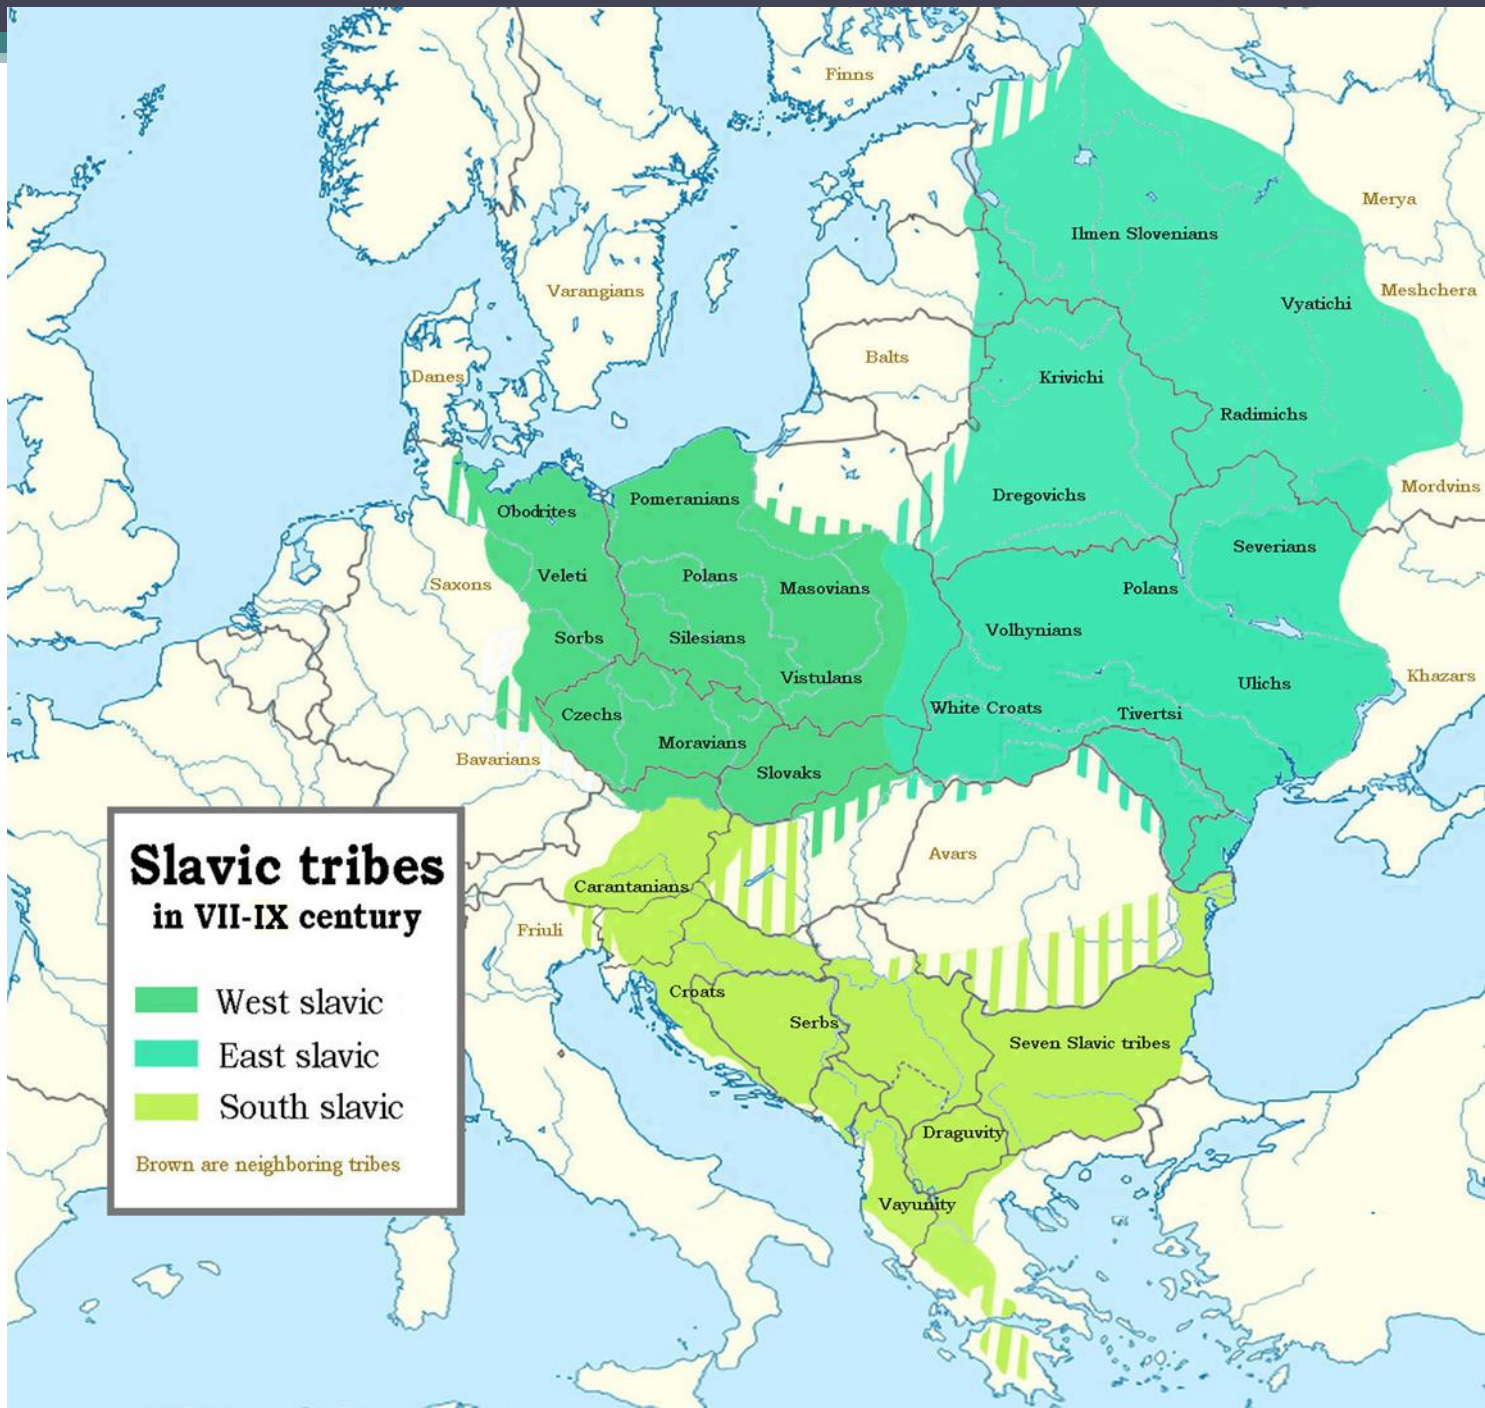 Finns
Merya
Ilmen Slovenians
Meshchera
Varangians
Vyatichi
Balts
Danes
Krivichi
Radimichs
Mordvins
Pomeranians
Dregovichs
Obodrites
Severians
Saxons
Veleti
Polans
Masovians
Polans
Sorbs
Silesians
Volhynians
Vistulans
Khazars
Ulichs
White Croats
Czechs
Tivertsi
Moravians
Bavarians
Slovaks
Avars
Carantanians
Friuli
Croats
Serbs
Seven Slavic tribes
Draguvity
Vayunity
Slavic tribes
in VII-IX century
West slavic
East slavic
South slavic
Brown are neighboring tribes